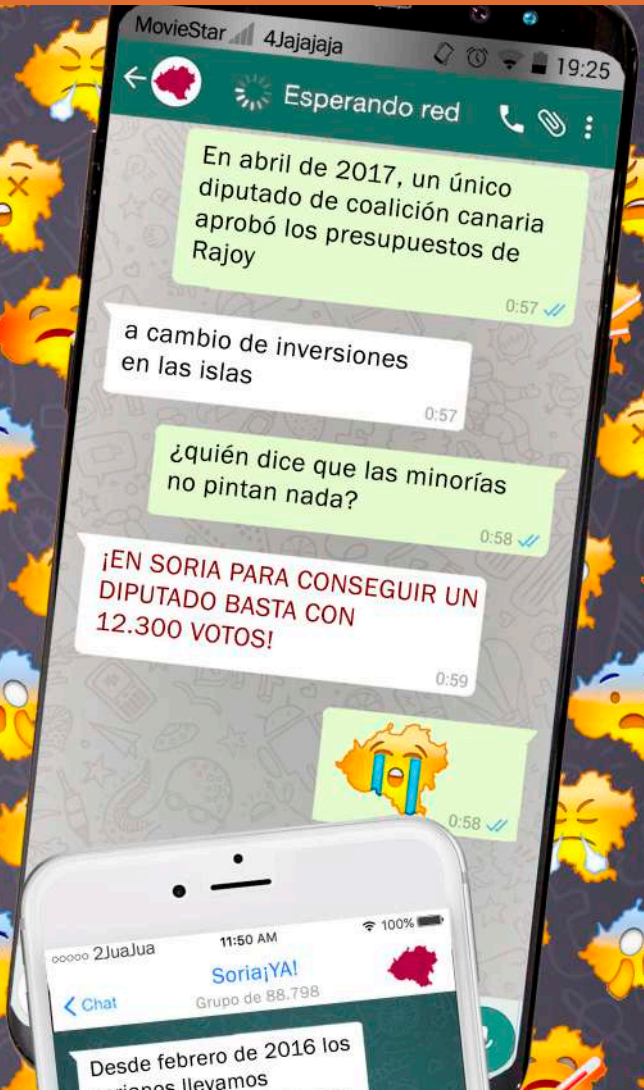 MovieStar 4Jajajaja 19:25
Esperando red
En abril de 2017, un único
diputado de coalición canaria
aprobó los presupuestos de
Rajoy
0:57
a cambio de inversiones
en las islas
0:57
¿quién dice que las minorías
no pintan nada?
0:58
¡EN SORIA PARA CONSEGUIR UN
DIPUTADO BASTA CON
12.300 VOTOS!
0:59
0:58
2JuaJua 11:50 AM 100%
Chat
Soria¡YA!
Grupo de 88.798
Desde febrero de 2016 los
llevamos